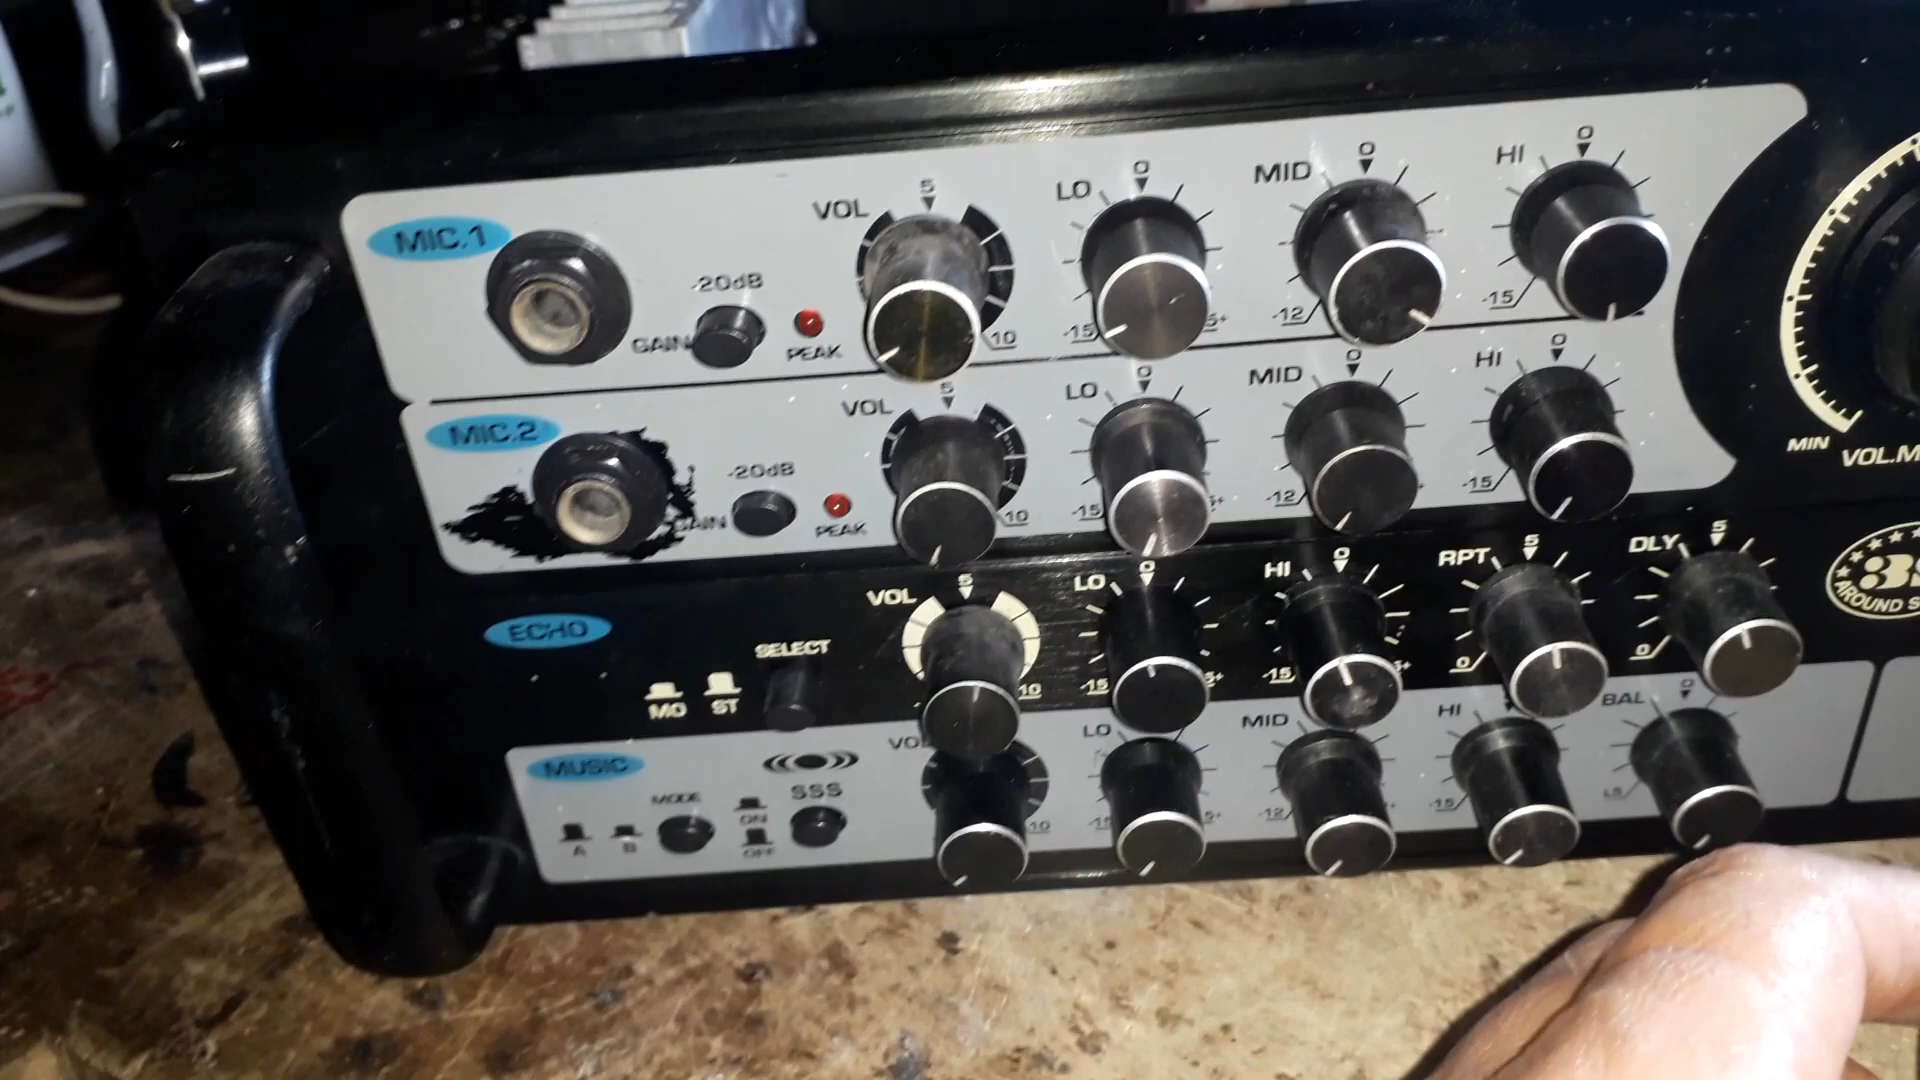 MIC.1
-20dB
GAIN
PEAK
VOL 5 10
LO 0 -15 15+
MID 0 -12
HI 0 -15
MIC.2
-20dB
GAIN
PEAK
VOL 5 10
LO 0 -15
MID 0 -12
HI 0 -15
MIN
ECHO
MO ST
SELECT
VOL 5 10
LO 0 -15
HI 0 -15
RPT 5 0
DLY 5 0
AROUND
MUSIC
A B
MODE
ON
OFF
SSS
LO -15
MID -12
HI -15
BAL 0